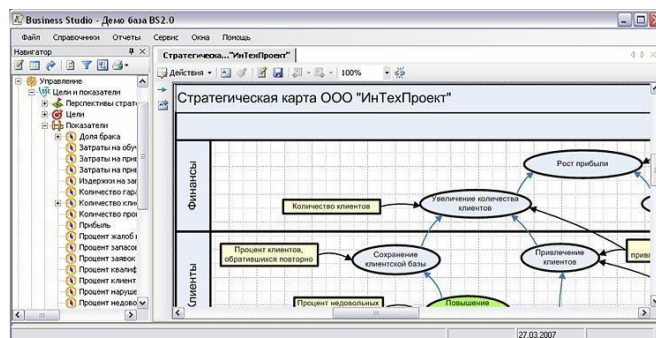 Business Studio - Демо база BS2.0
Файл Справочники Отчеты Сервис Окна Помощь
Навигатор
Стратегическа..."ИнТехПроект"
Действия
100%
Управление
Цели и показатели
Перспективы страт
Цели
Показатели
Доля брака
Затраты на обу
Затраты на при
Затраты на при
Издержки на за
Количество гара
Количество кли
Количество про
Прибыль
Процент жалоб
Процент запасов
Процент заявок
Процент квалиф
Процент клиент
Процент наруше
Процент недово
Стратегическая карта ООО "ИнТехПроект"
Финансы
Рост прибыли
Увеличение количества
клиентов
Количество клиентов
Клиенты
Процент клиентов,
обратившихся повторно
Сохранение
клиентской базы
Привлечение
клиентов
Процент недовольных
Повышение
27.03.2007